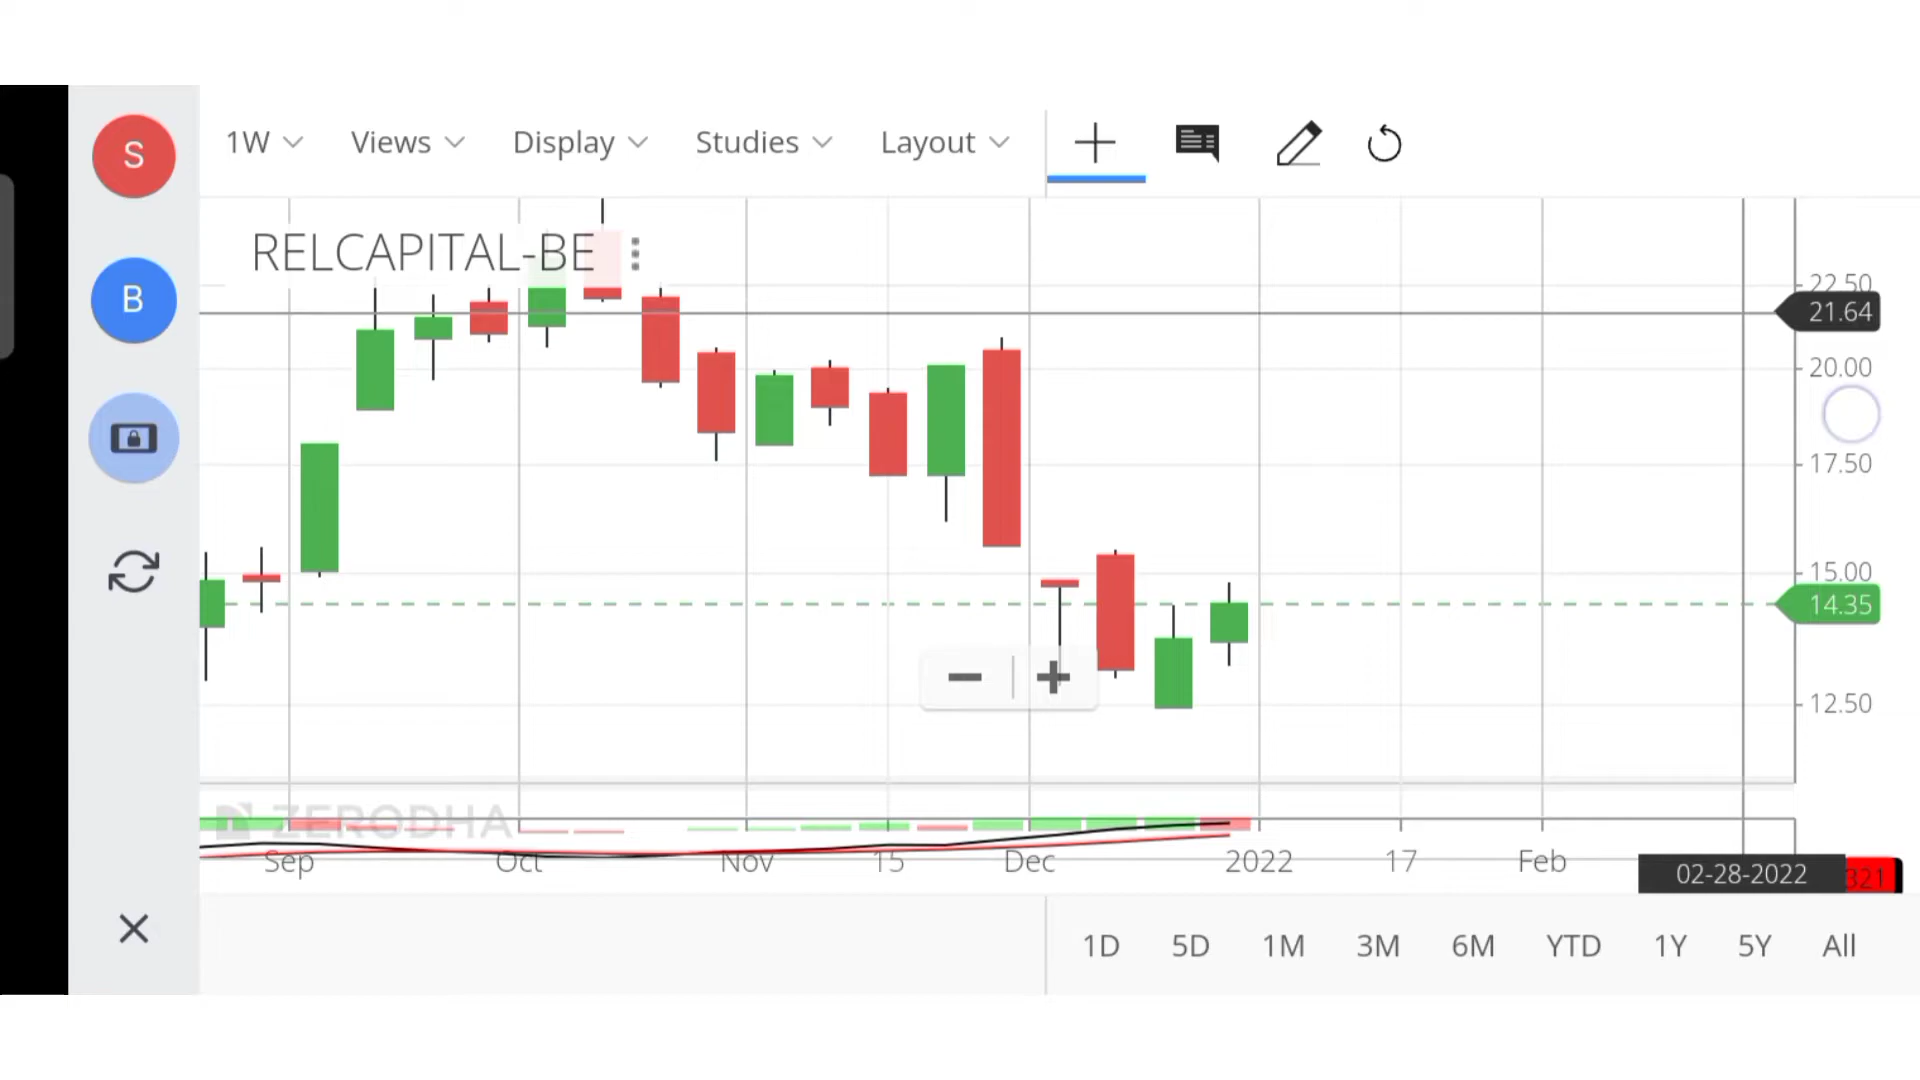 S
1W Views Display Studies Layout
B
RELCAPITAL-BE
22.50
21.64
20.00
17.50
15.00
14.35
12.50
ZERODHA
Sep Oct Nov 15 Dec 2022 17 Feb 02-28-2022 321
1D 5D 1M 3M 6M YTD 1Y 5Y All